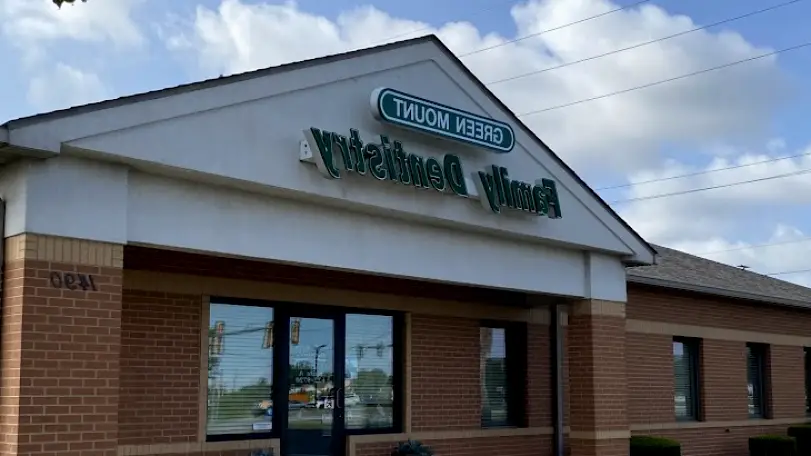 GREEN MOUNT
Family Dentistry
1490